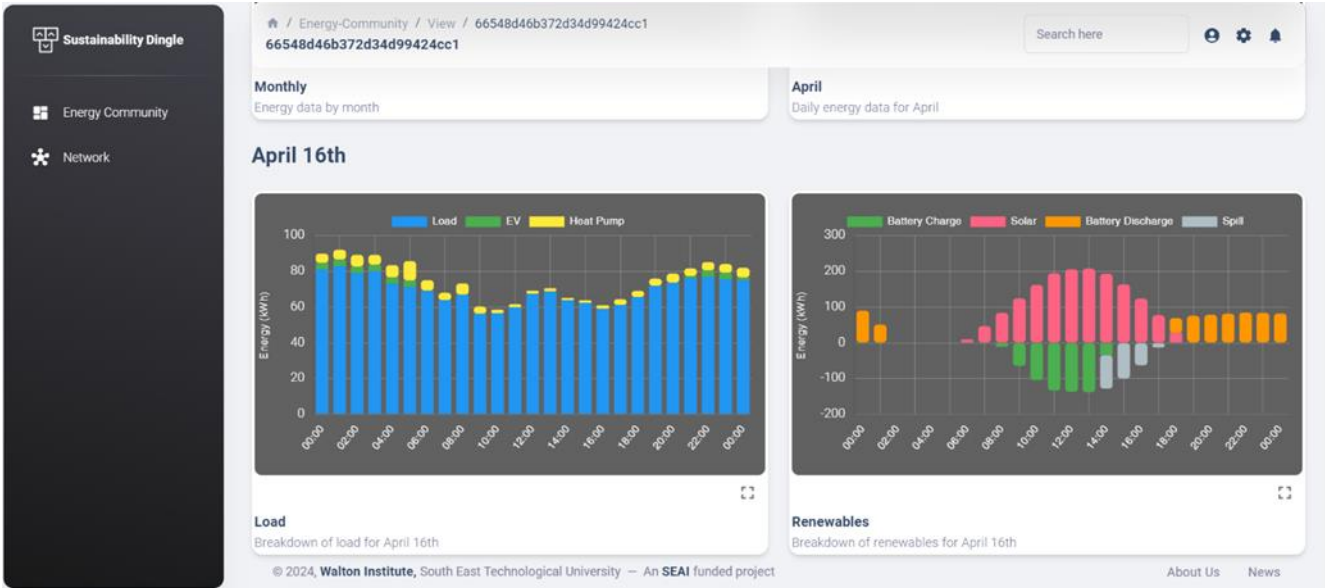 Sustainability Dingle
Energy Community
Network
/ Energy-Community / View / 66548d46b372d34d99424cc1
66548d46b372d34d99424cc1
Search here
Monthly
Energy data by month
April
Daily energy data for April
April 16th
Load EV Heat Pump
Energy (kWh)
100
80
60
40
20
0
00:00 02:00 04:00 06:00 08:00 10:00 12:00 14:00 16:00 18:00 20:00 22:00 00:00
Load
Breakdown of load for April 16th
Battery Charge Solar Battery Discharge Spill
Energy (kWh)
300
200
100
0
-100
-200
00:00 02:00 04:00 06:00 08:00 10:00 12:00 14:00 16:00 18:00 20:00 22:00 00:00
Renewables
Breakdown of renewables for April 16th
© 2024, Walton Institute, South East Technological University — An SEAI funded project
About Us News